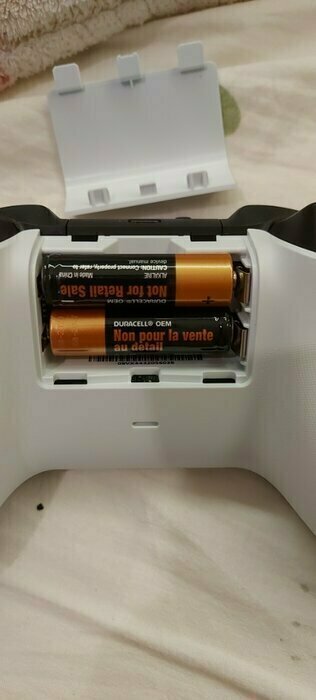 Not for Retail Sale
DURACELL® OEM
CAUTION: Connect properly, refer to
device manual.
ALKALINE
Made in China
+
DURACELL® OEM
Non pour la vente
au détail